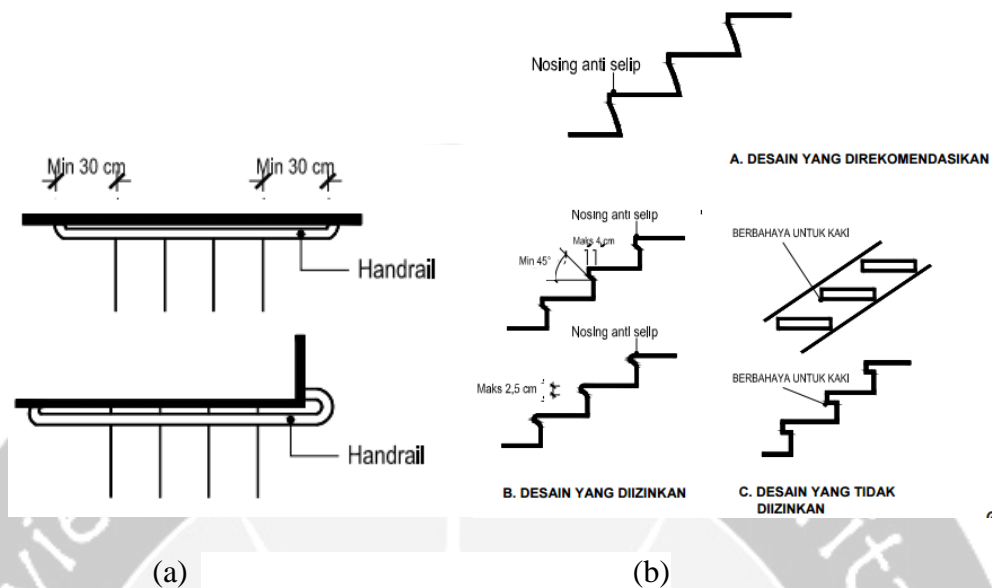 Min 30 cm
Min 30 cm
Handrail
Handrail
(a)
Nosing anti selip
A. DESAIN YANG DIREKOMENDASIKAN
Nosing anti selip
Maks 4 cm
Min 45°
Nosing anti selip
Maks 2,5 cm
B. DESAIN YANG DIIZINKAN
BERBAHAYA UNTUK KAKI
BERBAHAYA UNTUK KAKI
C. DESAIN YANG TIDAK
DIIZINKAN
(b)